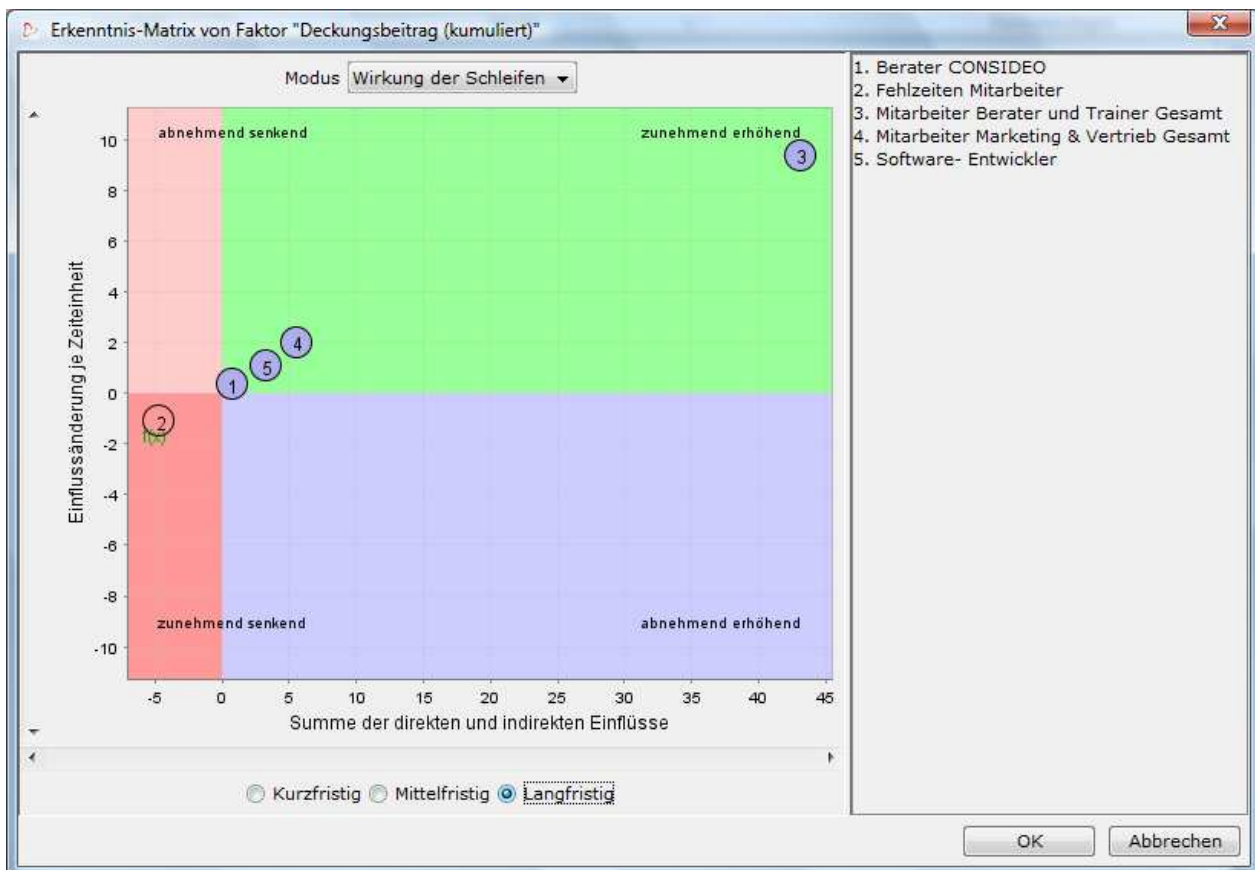 Erkenntnis-Matrix von Faktor "Deckungsbeitrag (kumuliert)"
Modus Wirkung der Schleifen
1. Berater CONSIDEO
2. Fehlzeiten Mitarbeiter
3. Mitarbeiter Berater und Trainer Gesamt
4. Mitarbeiter Marketing & Vertrieb Gesamt
5. Software- Entwickler
abnehmend senkend
zunehmend erhöhend
Einflussänderung je Zeiteinheit
10
8
6
4
2
0
-2
-4
-6
-8
-10
3
4
5
1
2
f(x)
zunehmend senkend
abnehmend erhöhend
-5 0 5 10 15 20 25 30 35 40 45
Summe der direkten und indirekten Einflüsse
Kurzfristig Mittelfristig Langfristig
OK Abbrechen